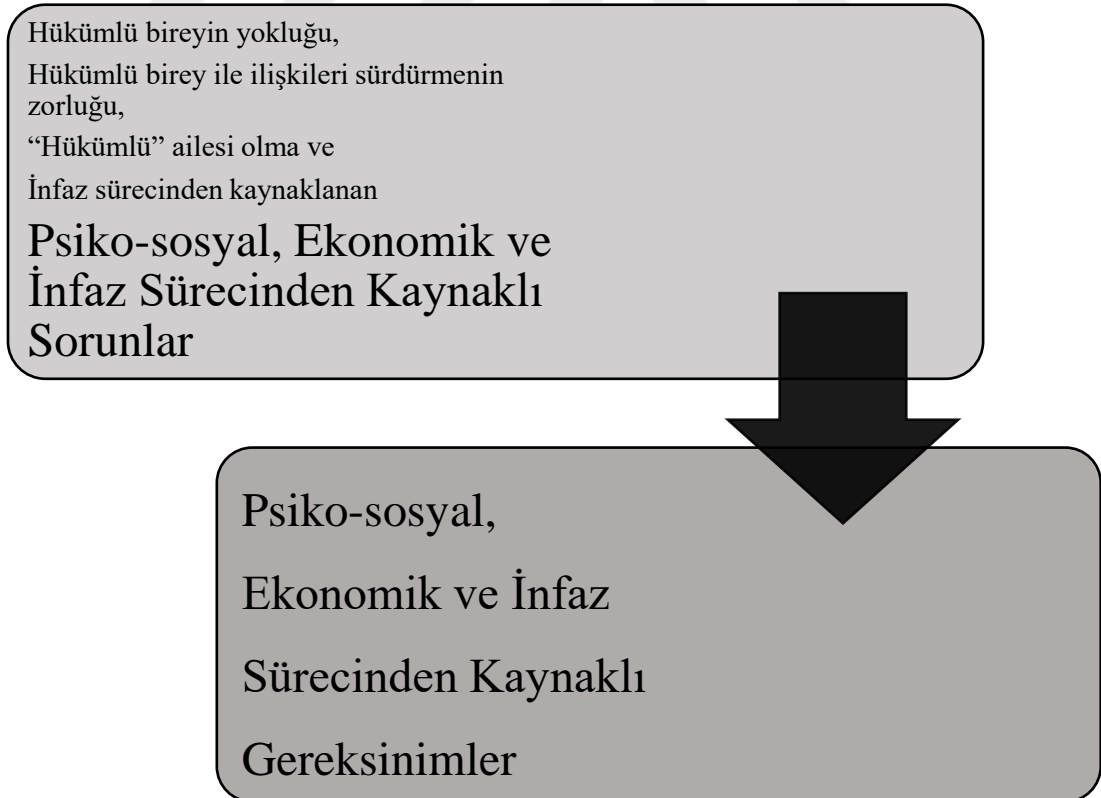 Hükümlü bireyin yokluğu,
Hükümlü birey ile ilişkileri sürdürmenin
zorluğu,
“Hükümlü” ailesi olma ve
İnfaz sürecinden kaynaklanan
Psiko-sosyal, Ekonomik ve
İnfaz Sürecinden Kaynaklı
Sorunlar
Psiko-sosyal,
Ekonomik ve İnfaz
Sürecinden Kaynaklı
Gereksinimler